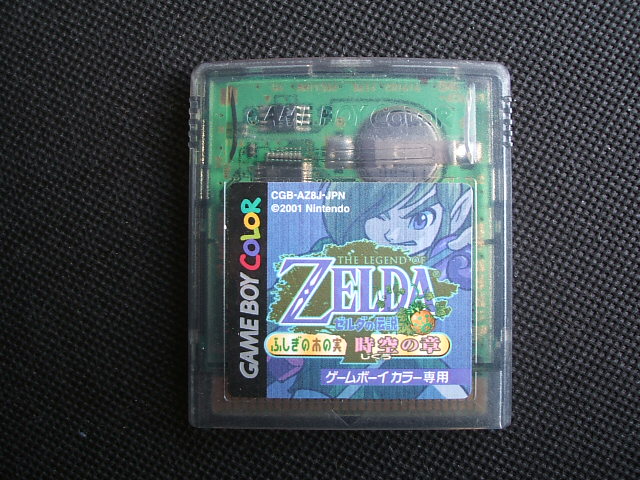 GAME BOY COLOR
CGB-AZ8J-JPN
©2001 Nintendo
GAME BOY COLOR
THE LEGEND OF
ZELDA
ゼルダの伝説
ふしぎの木の実
時空の章
ゲームボーイカラー専用